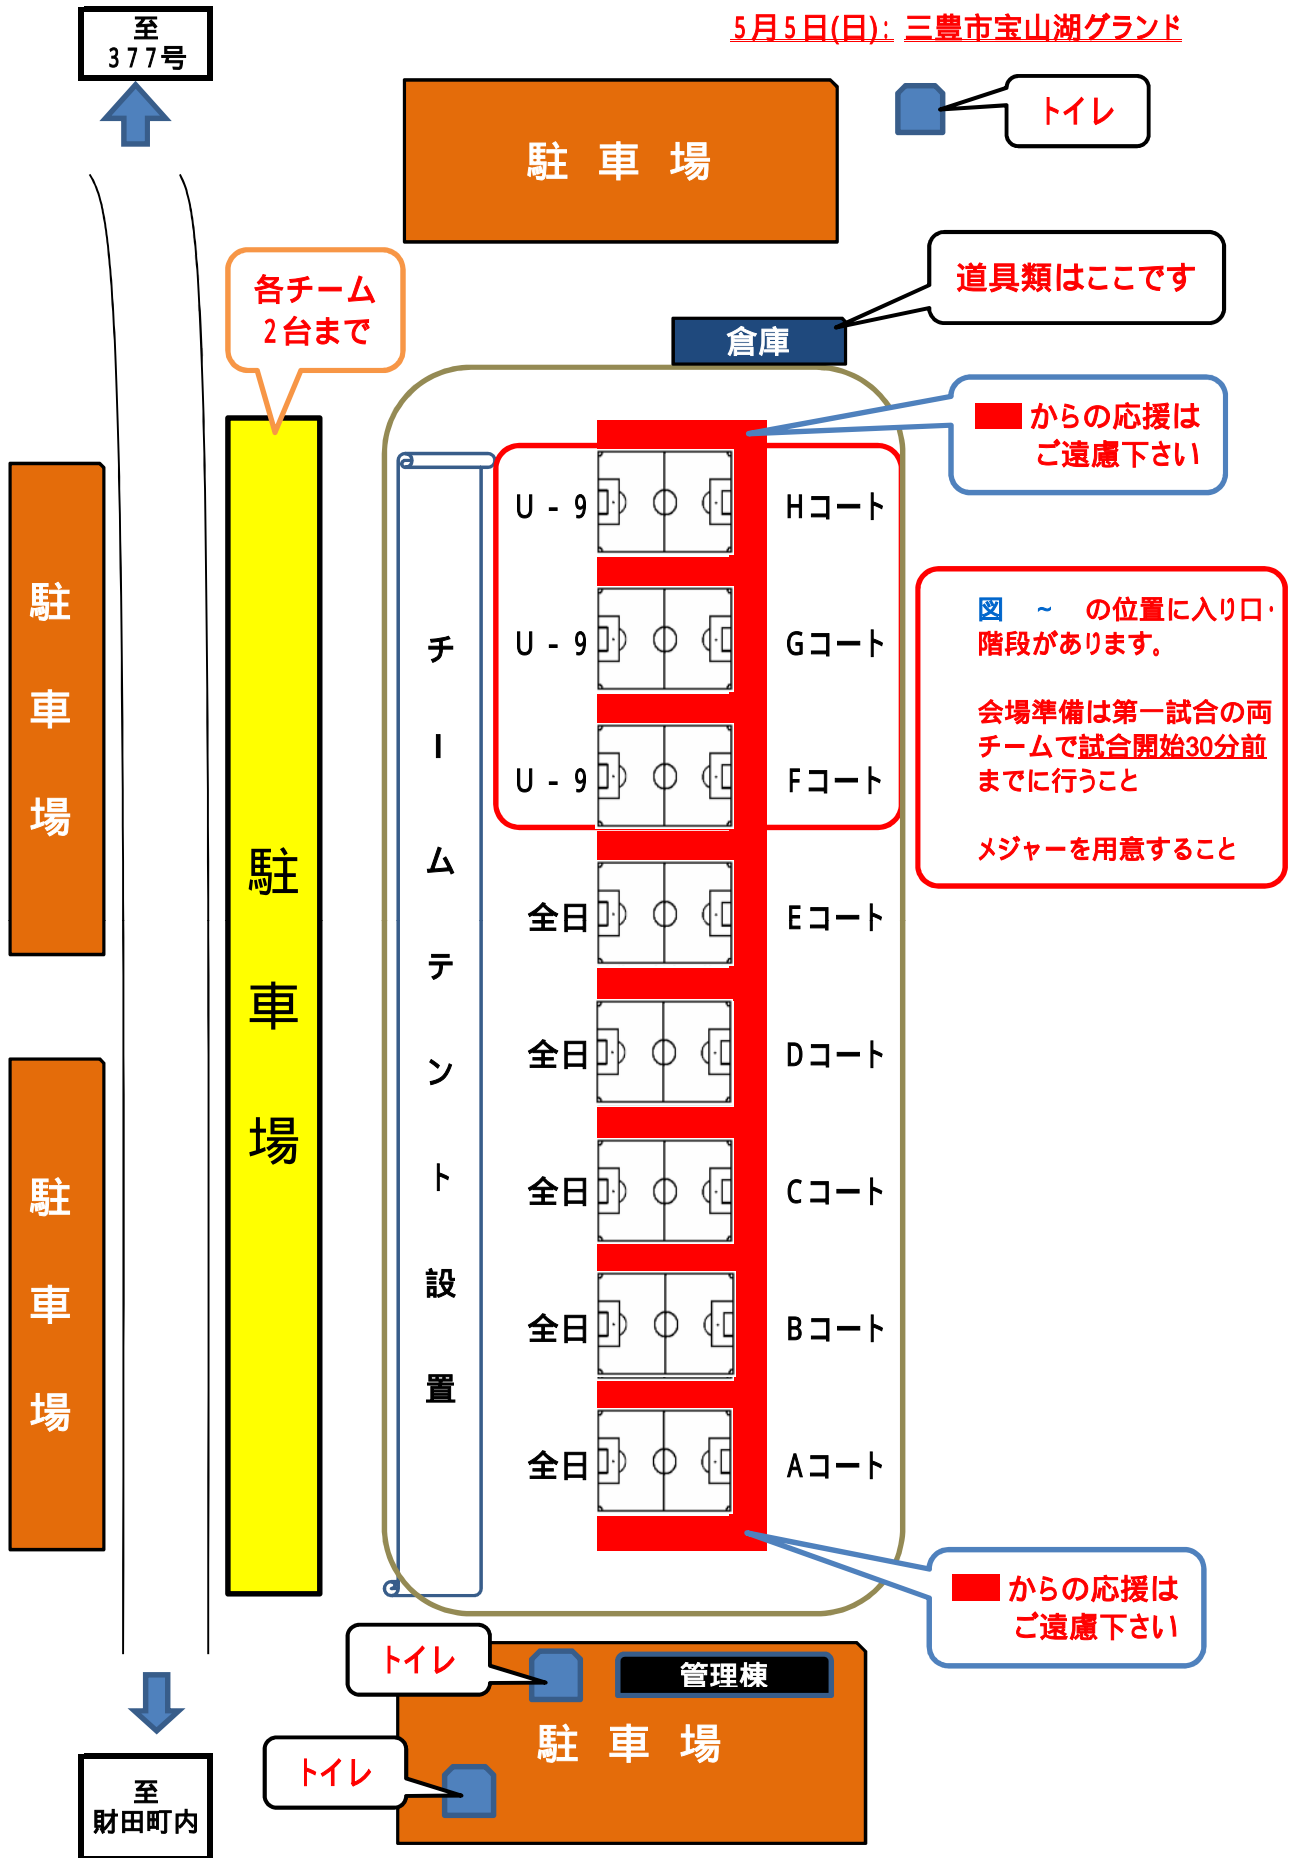 至
377号
5月5日(日): 三豊市宝山湖グランド
駐車場
トイレ
各チーム
2台まで
道具類はここです
倉庫
からの応援は
ご遠慮下さい
U-9 Hコート
U-9 Gコート
U-9 Fコート
全日 Eコート
全日 Dコート
全日 Cコート
全日 Bコート
全日 Aコート
図 ~ の位置に入り口・
階段があります。
会場準備は第一試合の両
チームで試合開始30分前
までに行うこと
メジャーを用意すること
駐車場
駐車場
駐車場
チームテント設置
からの応援は
ご遠慮下さい
トイレ
管理棟
駐車場
トイレ
至
財田町内